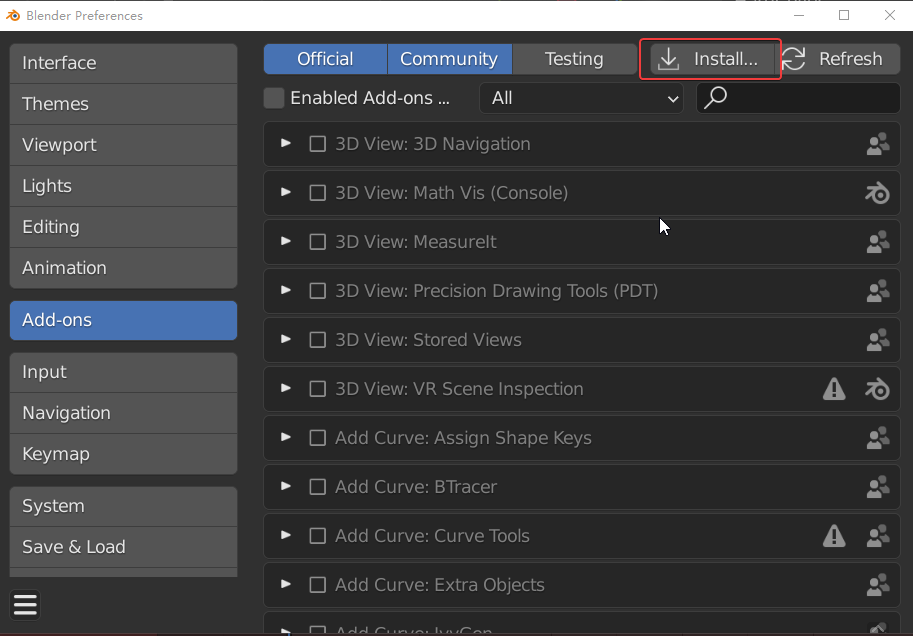 Blender Preferences
Interface
Themes
Viewport
Lights
Editing
Animation
Add-ons
Input
Navigation
Keymap
System
Save & Load
Official Community Testing Install... Refresh
Enabled Add-ons ... All
3D View: 3D Navigation
3D View: Math Vis (Console)
3D View: MeasureIt
3D View: Precision Drawing Tools (PDT)
3D View: Stored Views
3D View: VR Scene Inspection
Add Curve: Assign Shape Keys
Add Curve: BTracer
Add Curve: Curve Tools
Add Curve: Extra Objects
Add Curve: IvyGen